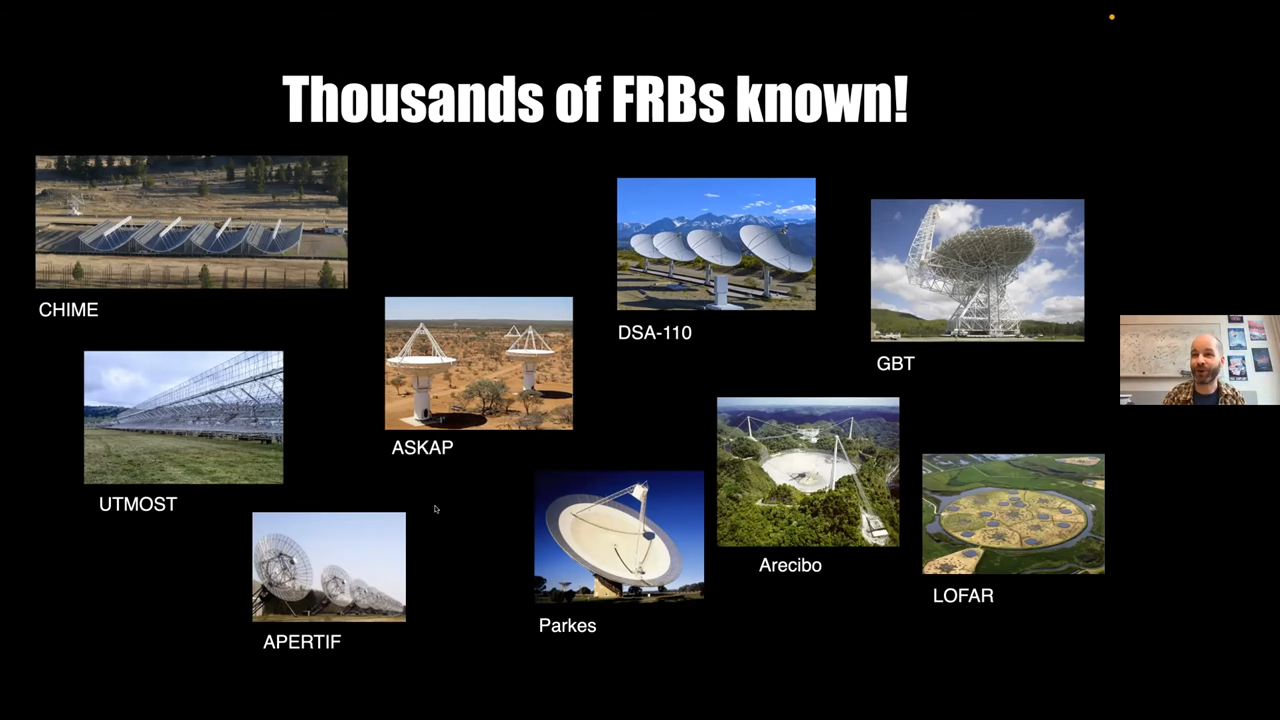 Thousands of FRBs known!
CHIME
DSA-110
GBT
ASKAP
UTMOST
Arecibo
LOFAR
Parkes
APERTIF